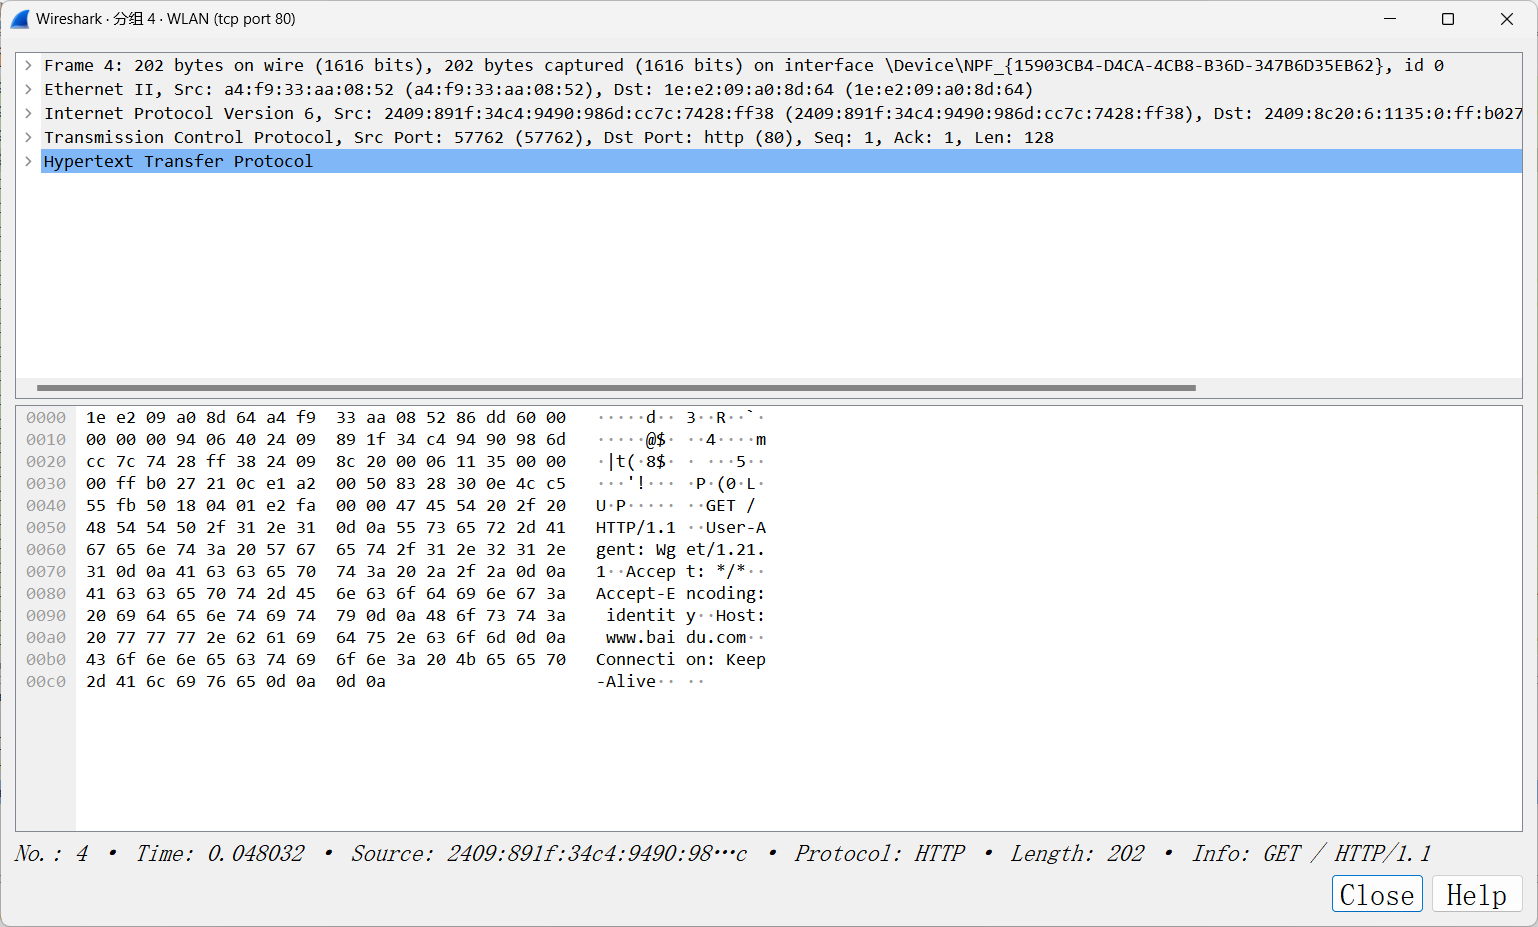 Wireshark · 分组 4 · WLAN (tcp port 80)
Frame 4: 202 bytes on wire (1616 bits), 202 bytes captured (1616 bits) on interface \Device\NPF_{15903CB4-D4CA-4CB8-B36D-347B6D35EB62}, id 0
Ethernet II, Src: a4:f9:33:aa:08:52 (a4:f9:33:aa:08:52), Dst: 1e:e2:09:a0:8d:64 (1e:e2:09:a0:8d:64)
Internet Protocol Version 6, Src: 2409:891f:34c4:9490:986d:cc7c:7428:ff38 (2409:891f:34c4:9490:986d:cc7c:7428:ff38), Dst: 2409:8c20:6:1135:0:ff:b027
Transmission Control Protocol, Src Port: 57762 (57762), Dst Port: http (80), Seq: 1, Ack: 1, Len: 128
Hypertext Transfer Protocol
0000 1e e2 09 a0 8d 64 a4 f9 33 aa 08 52 86 dd 60 00 ·····d·· 3··R··`·
0010 00 00 00 94 06 40 24 09 89 1f 34 c4 94 90 98 6d ·····@$· ··4····m
0020 cc 7c 74 28 ff 38 24 09 8c 20 00 06 11 35 00 00 ·|t(·8$· · ···5··
0030 00 ff b0 27 21 0c e1 a2 00 50 83 28 30 0e 4c c5 ···'!··· ·P·(0·L·
0040 55 fb 50 18 04 01 e2 fa 00 00 47 45 54 20 2f 20 U·P····· ··GET /
0050 48 54 54 50 2f 31 2e 31 0d 0a 55 73 65 72 2d 41 HTTP/1.1 ··User-A
0060 67 65 6e 74 3a 20 57 67 65 74 2f 31 2e 32 31 2e gent: Wg et/1.21.
0070 31 0d 0a 41 63 63 65 70 74 3a 20 2a 2f 2a 0d 0a 1··Accep t: */*··
0080 41 63 63 65 70 74 2d 45 6e 63 6f 64 69 6e 67 3a Accept-E ncoding:
0090 20 69 64 65 6e 74 69 74 79 0d 0a 48 6f 73 74 3a identit y··Host:
00a0 20 77 77 77 2e 62 61 69 64 75 2e 63 6f 6d 0d 0a www.bai du.com··
00b0 43 6f 6e 6e 65 63 74 69 6f 6e 3a 20 4b 65 65 70 Connecti on: Keep
00c0 2d 41 6c 69 76 65 0d 0a 0d 0a -Alive·· ··
No.: 4 · Time: 0.048032 · Source: 2409:891f:34c4:9490:98…c · Protocol: HTTP · Length: 202 · Info: GET / HTTP/1.1
Close Help